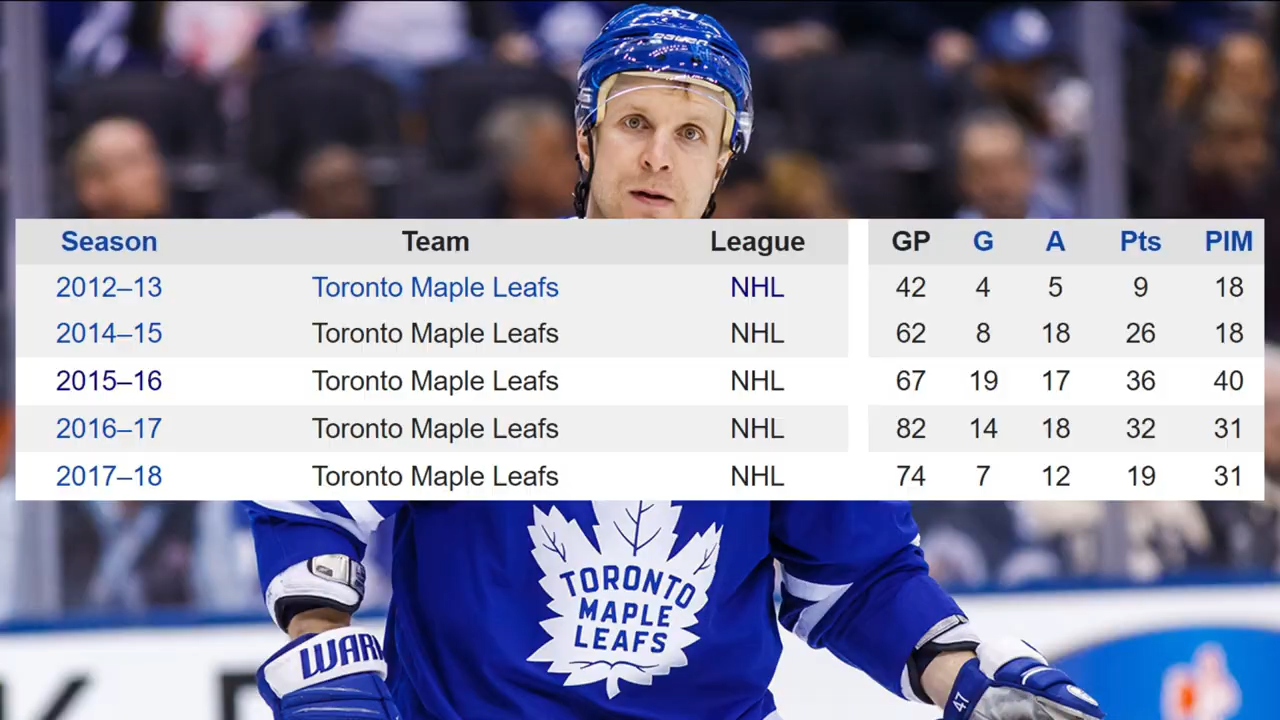 47
BAUER
Season Team League GP G A Pts PIM
2012–13 Toronto Maple Leafs NHL 42 4 5 9 18
2014–15 Toronto Maple Leafs NHL 62 8 18 26 18
2015–16 Toronto Maple Leafs NHL 67 19 17 36 40
2016–17 Toronto Maple Leafs NHL 82 14 18 32 31
2017–18 Toronto Maple Leafs NHL 74 7 12 19 31
TORONTO
MAPLE
LEAFS
WARR
47